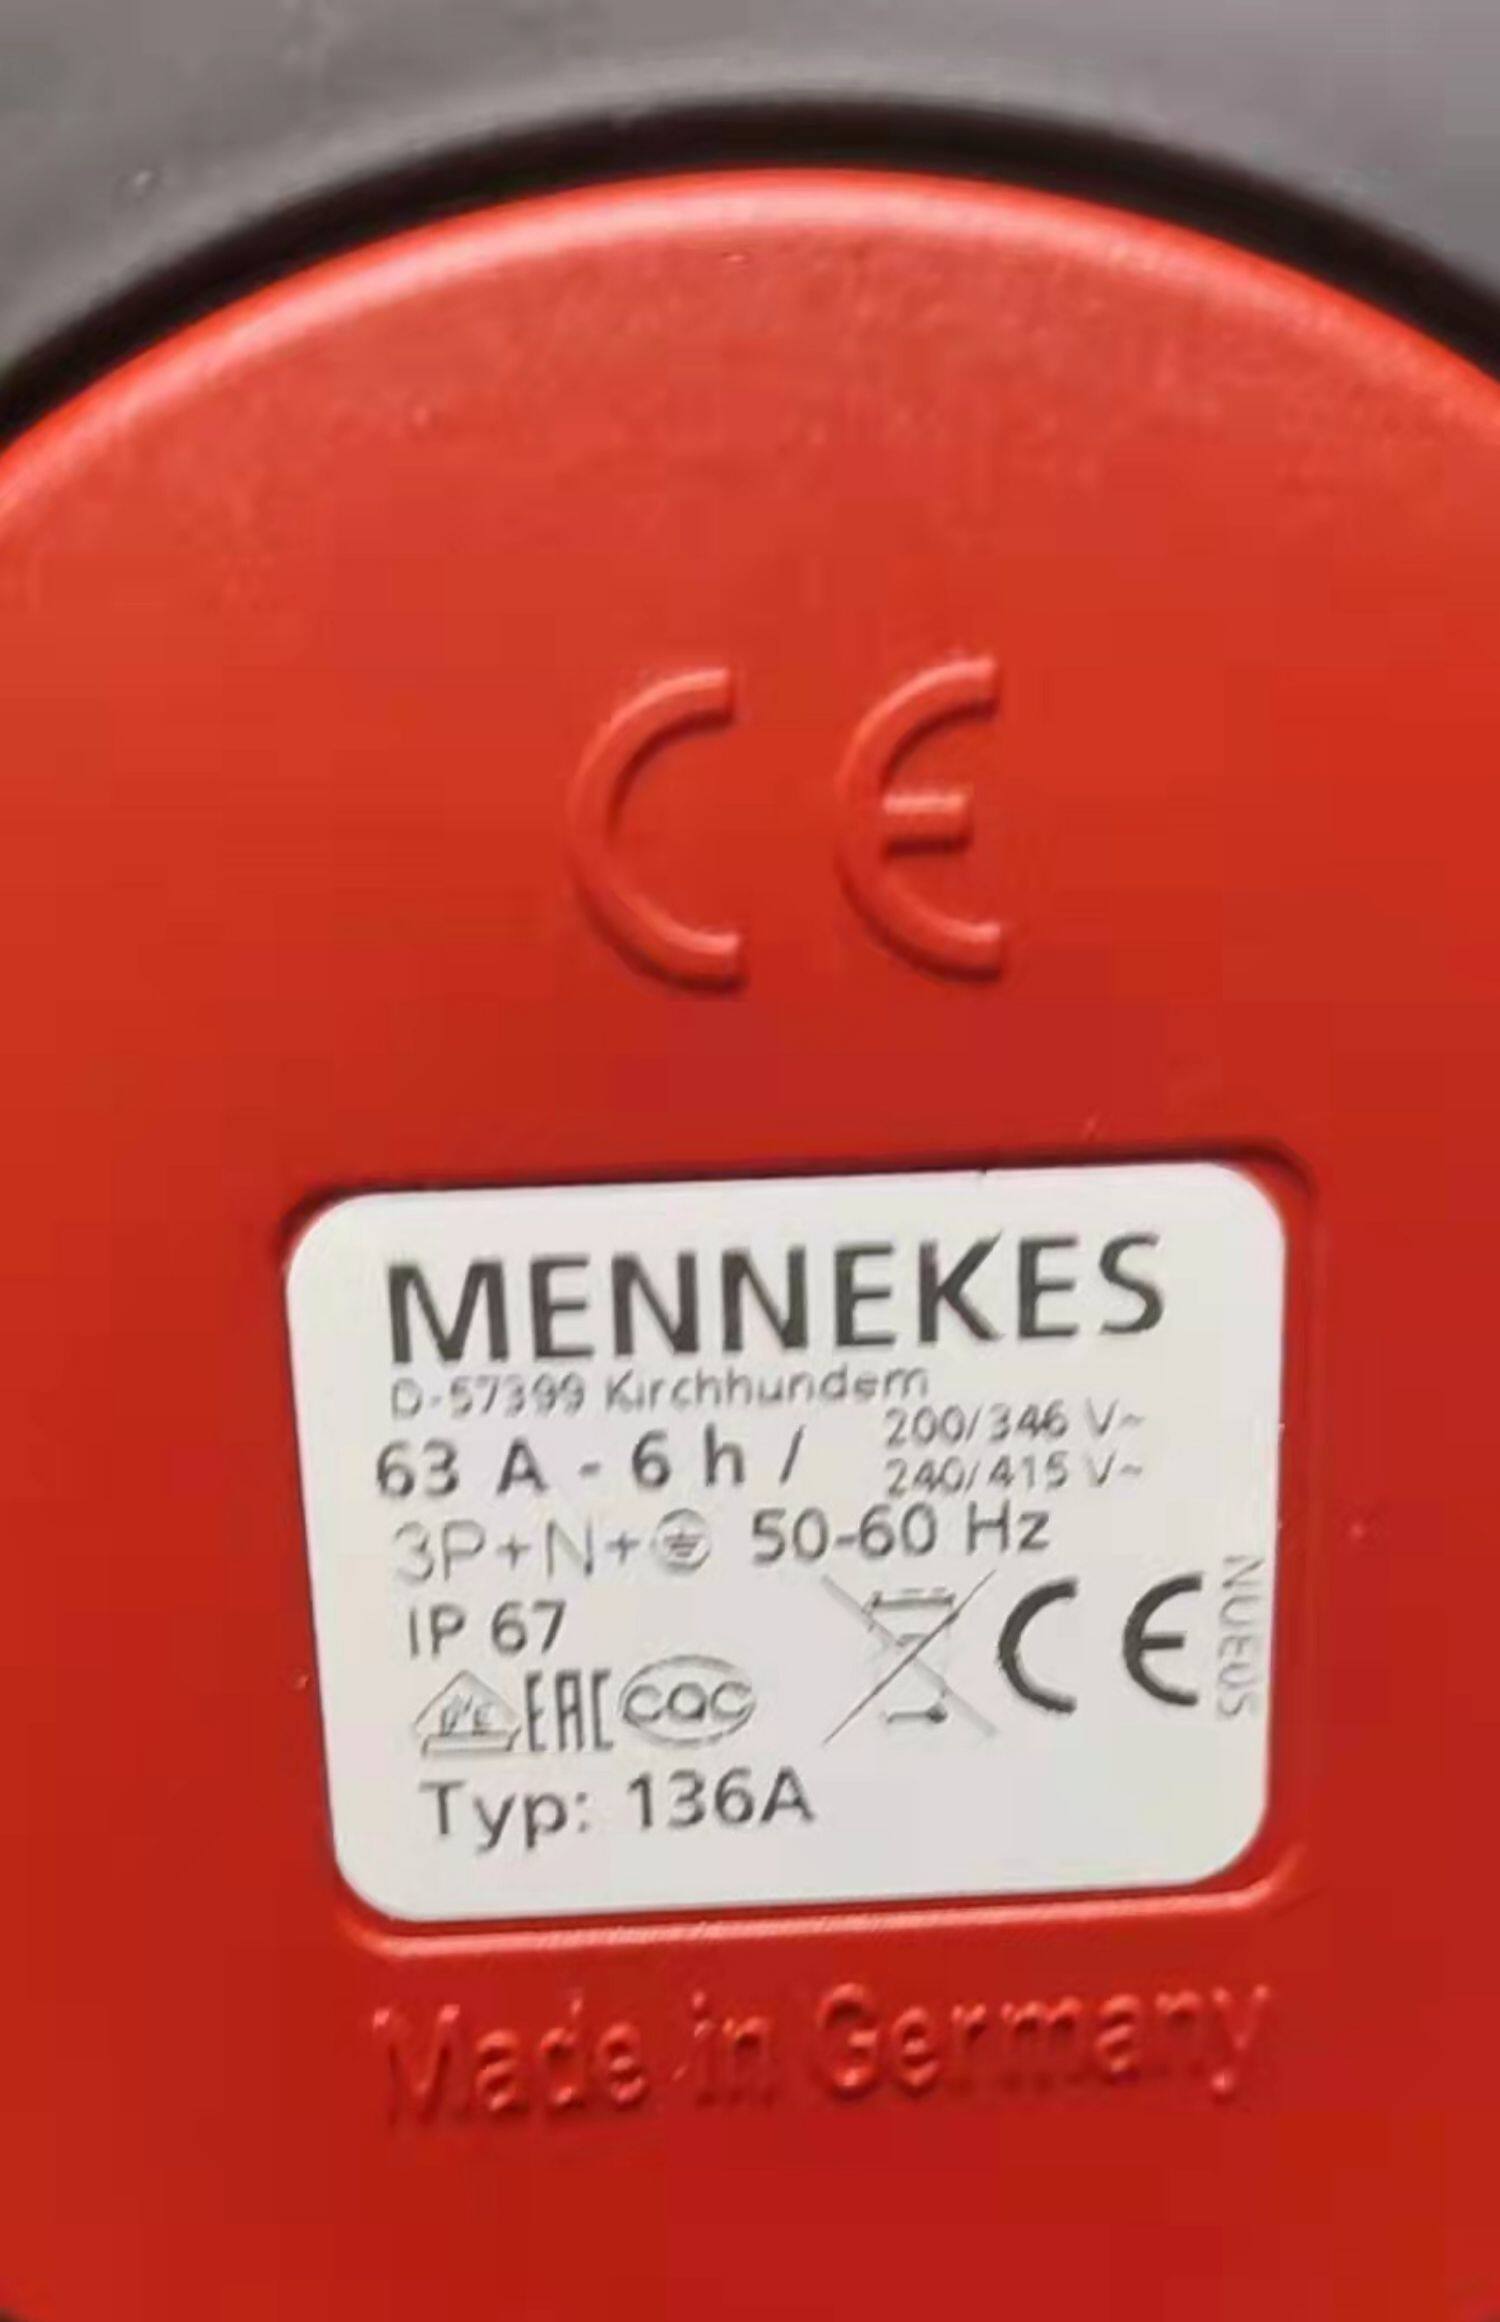 CE
MENNEKES
D-57399 Kirchhundem
63 A - 6 h / 200/346 V~
240/415 V~
3P+N+ 50-60 Hz
IP 67
EAC CQC CE
Typ: 136A
Made in Germany